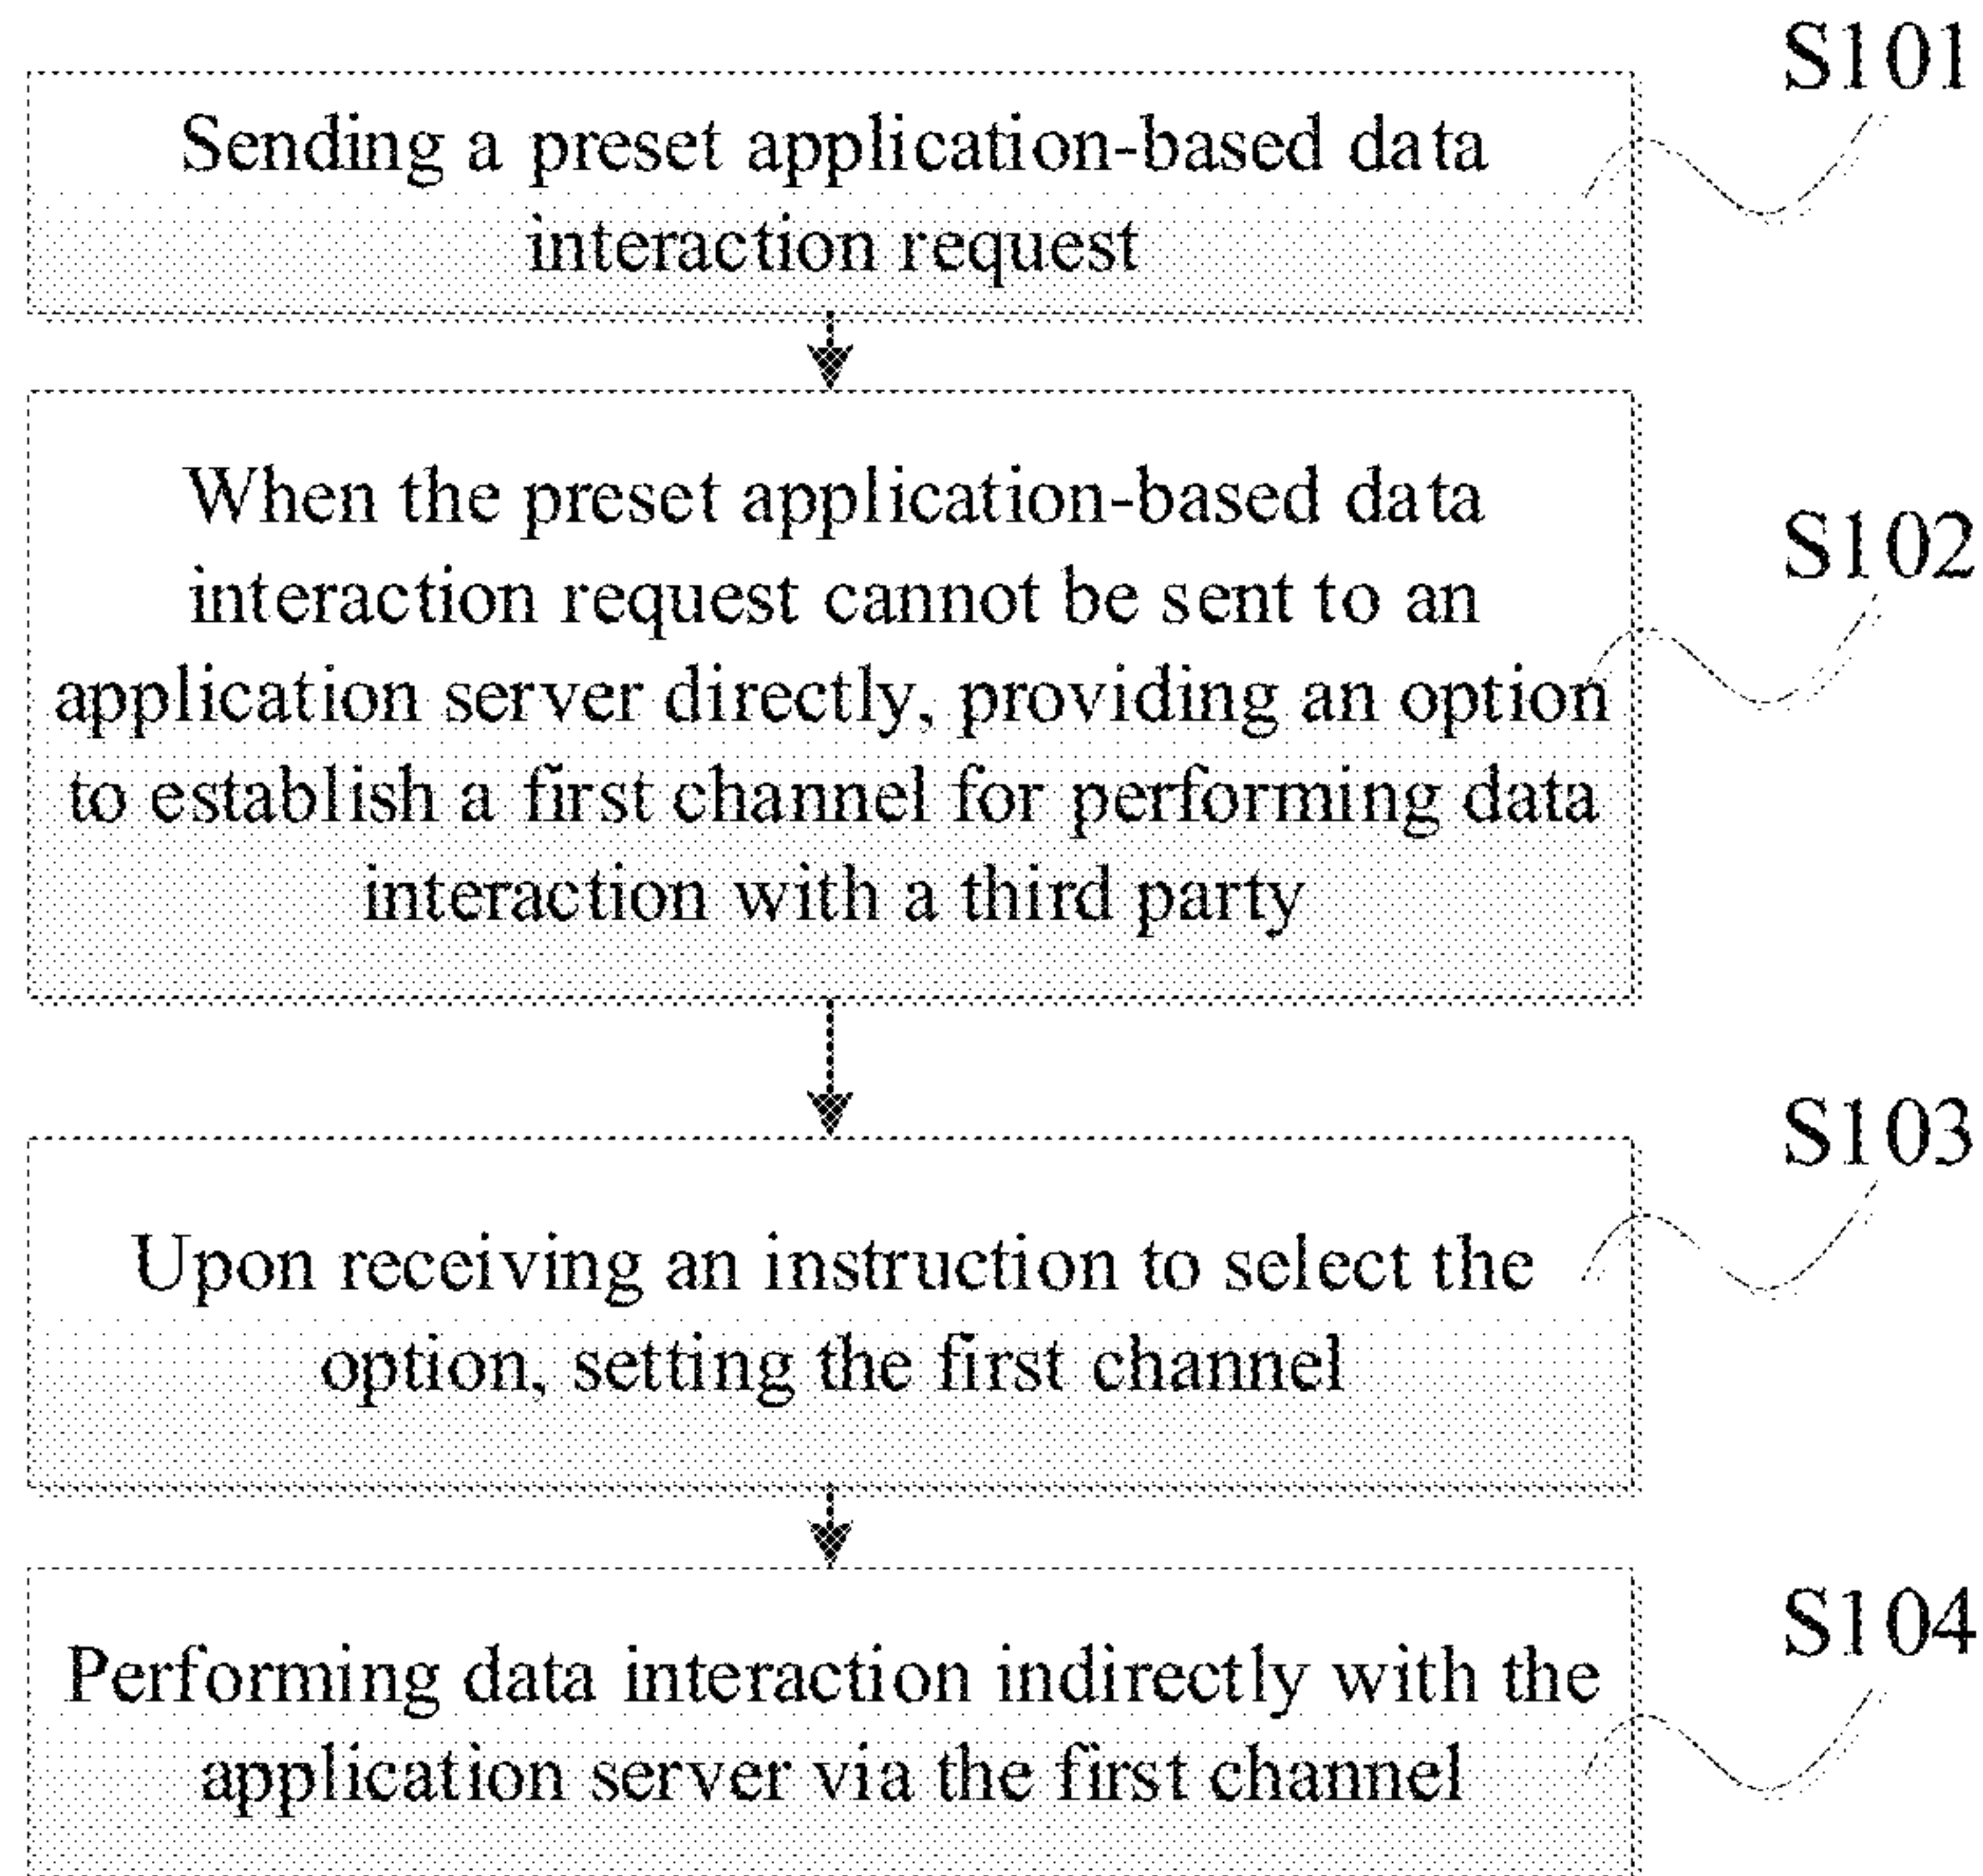 S101
Sending a preset application-based data
interaction request
When the preset application-based data
interaction request cannot be sent to an
application server directly, providing an option
to establish a first channel for performing data
interaction with a third party
S102
Upon receiving an instruction to select the
option, setting the first channel
S103
Performing data interaction indirectly with the
application server via the first channel
S104